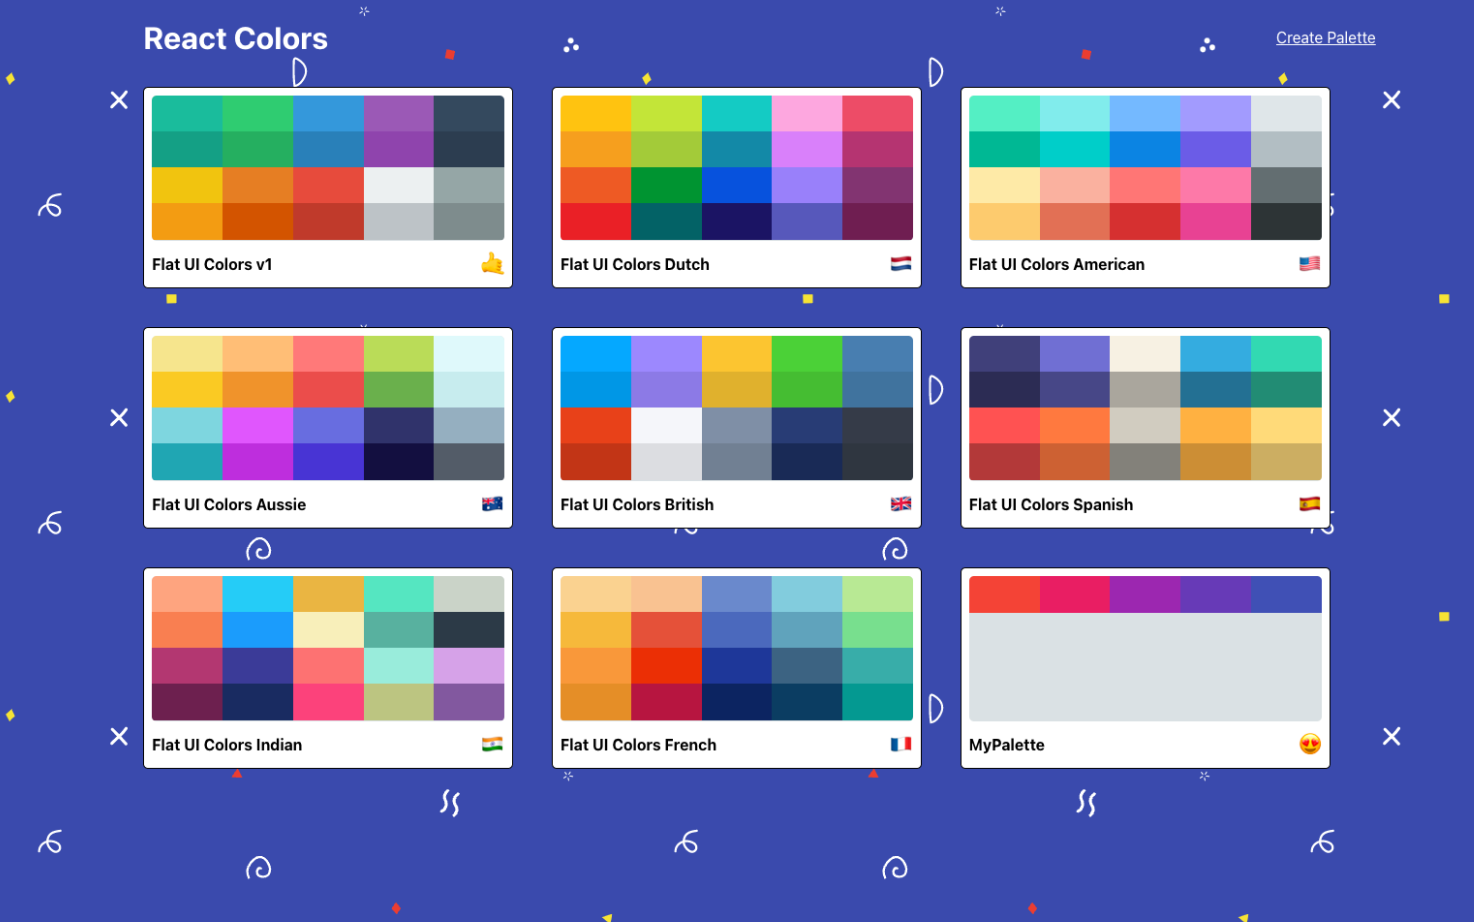 React Colors
Create Palette
Flat UI Colors v1
Flat UI Colors Dutch
Flat UI Colors American
Flat UI Colors Aussie
Flat UI Colors British
Flat UI Colors Spanish
Flat UI Colors Indian
Flat UI Colors French
MyPalette